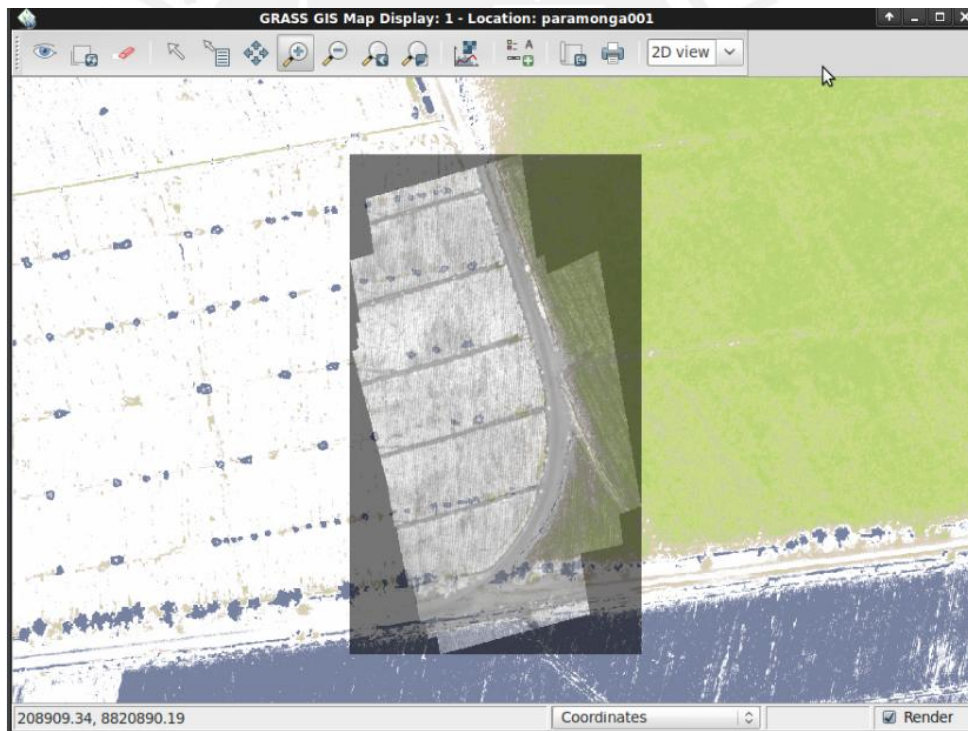 GRASS GIS Map Display: 1 - Location: paramonga001
2D view
208909.34, 8820890.19
Coordinates
Render